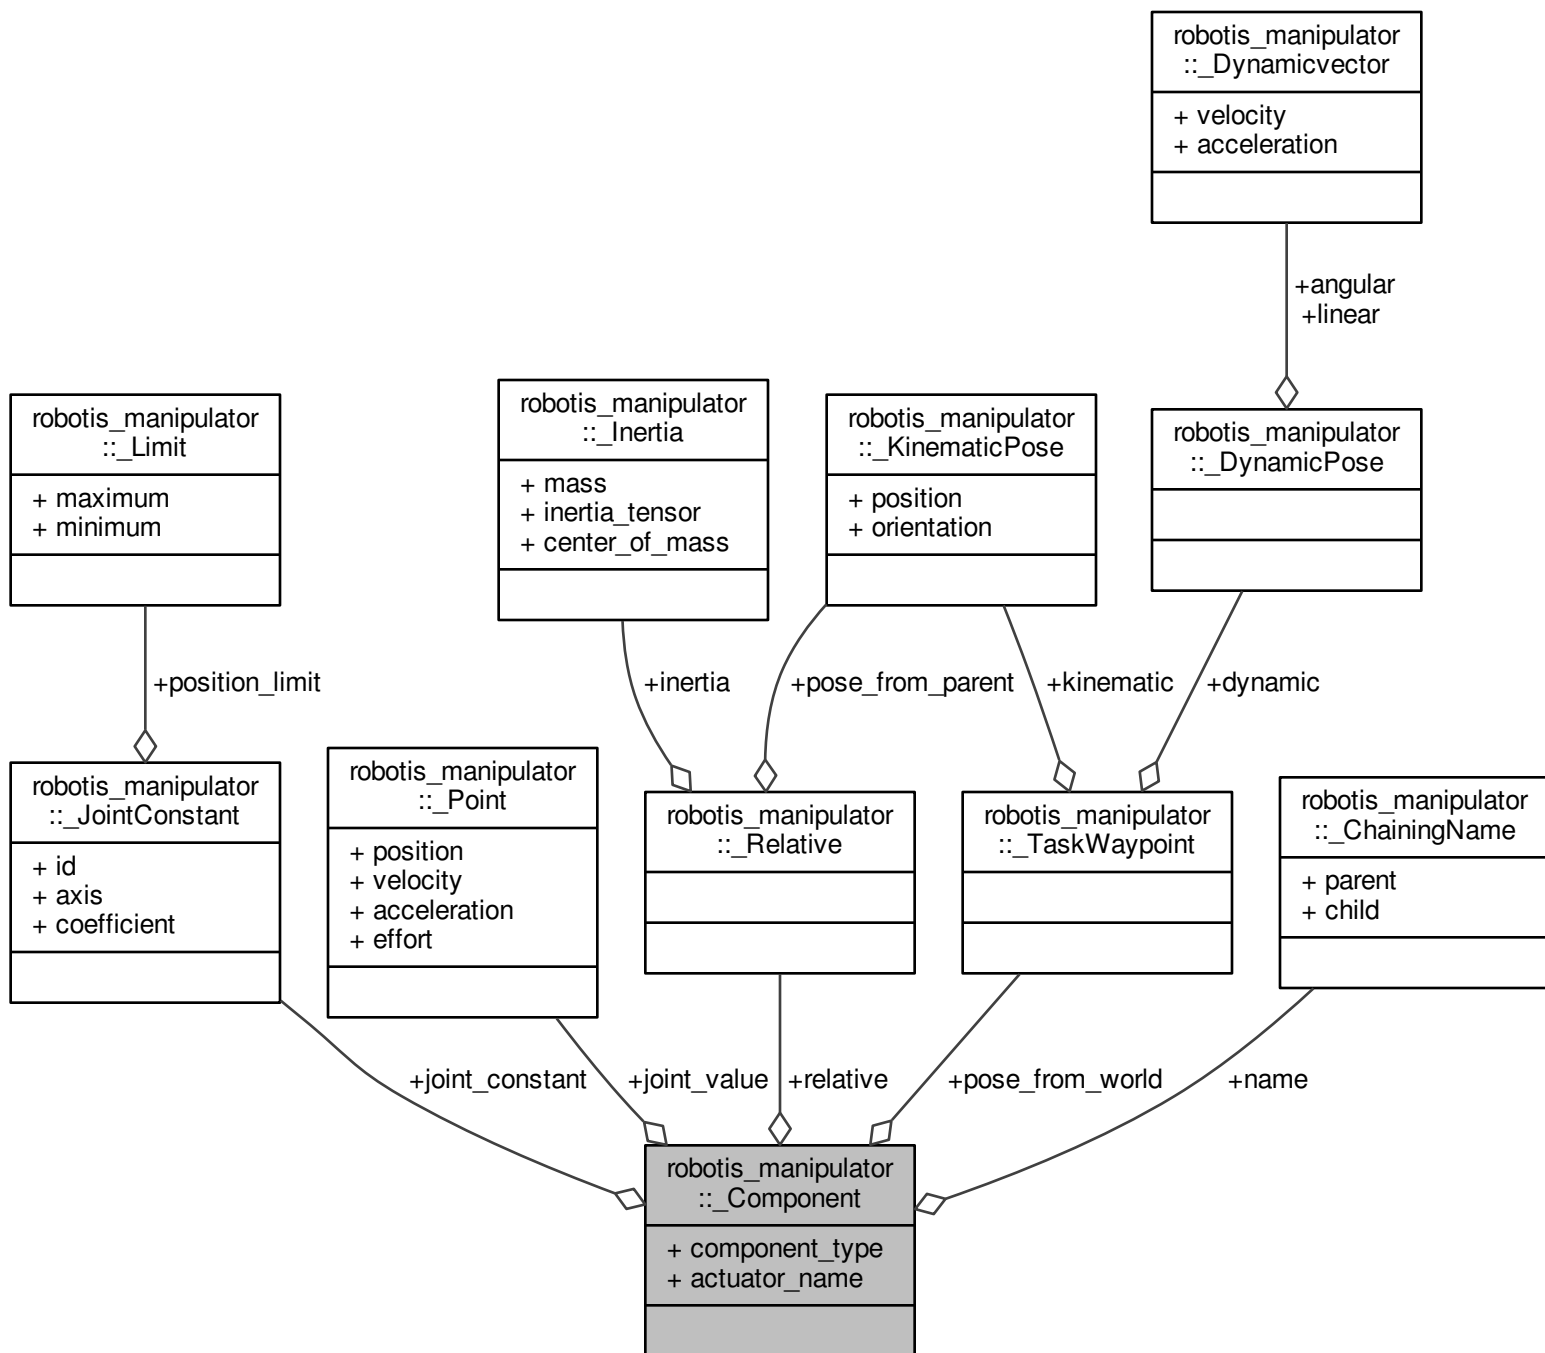 robotis_manipulator
::_Dynamicvector
+ velocity
+ acceleration
+angular
+linear
robotis_manipulator
::_Limit
+ maximum
+ minimum
robotis_manipulator
::_Inertia
+ mass
+ inertia_tensor
+ center_of_mass
robotis_manipulator
::_KinematicPose
+ position
+ orientation
robotis_manipulator
::_DynamicPose
+position_limit
+inertia
+pose_from_parent
+kinematic
+dynamic
robotis_manipulator
::_JointConstant
+ id
+ axis
+ coefficient
robotis_manipulator
::_Point
+ position
+ velocity
+ acceleration
+ effort
robotis_manipulator
::_Relative
robotis_manipulator
::_TaskWaypoint
robotis_manipulator
::_ChainingName
+ parent
+ child
+joint_constant
+joint_value
+relative
+pose_from_world
+name
robotis_manipulator
::_Component
+ component_type
+ actuator_name